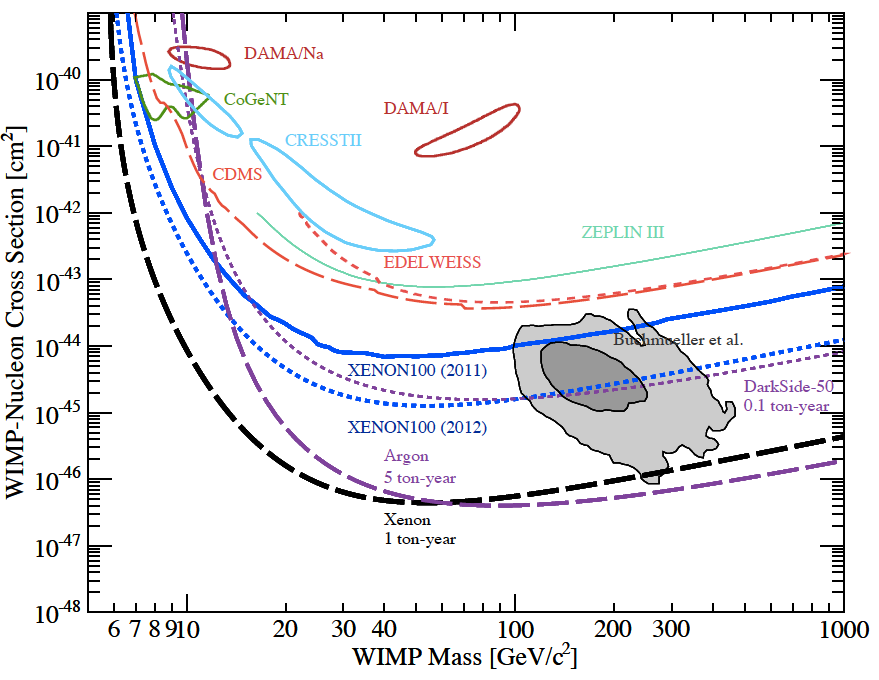 10⁻⁴⁰
10⁻⁴¹
10⁻⁴²
10⁻⁴³
10⁻⁴⁴
10⁻⁴⁵
10⁻⁴⁶
10⁻⁴⁷
10⁻⁴⁸
WIMP-Nucleon Cross Section [cm²]
DAMA/Na
CoGeNT
DAMA/I
CRESSTII
CDMS
ZEPLIN III
EDELWEISS
Buchmueller et al.
XENON100 (2011)
DarkSide-50
0.1 ton-year
XENON100 (2012)
Argon
5 ton-year
Xenon
1 ton-year
6 7 8 910 20 30 40 100 200 300 1000
WIMP Mass [GeV/c²]